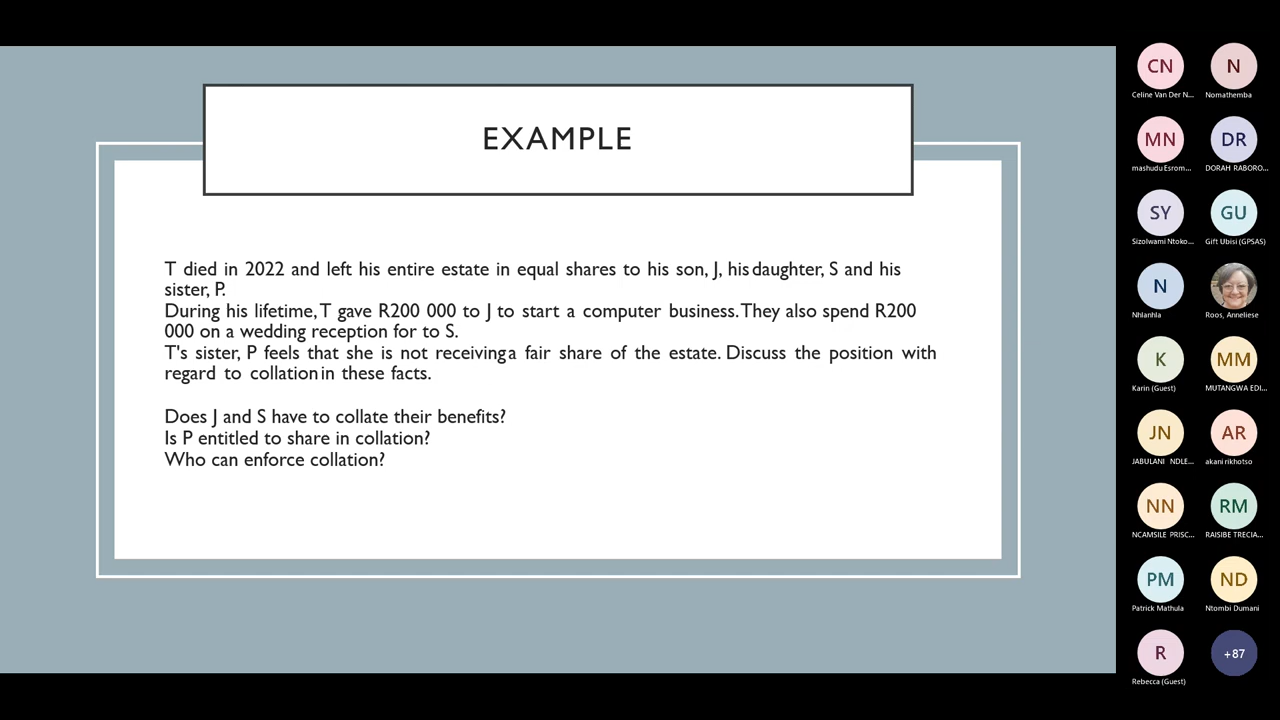 EXAMPLE
T died in 2022 and left his entire estate in equal shares to his son, J, his daughter, S and his
sister, P.
During his lifetime, T gave R200 000 to J to start a computer business. They also spend R200
000 on a wedding reception for to S.
T's sister, P feels that she is not receiving a fair share of the estate. Discuss the position with
regard to collation in these facts.
Does J and S have to collate their benefits?
Is P entitled to share in collation?
Who can enforce collation?
CN
Celine Van Der N...
N
Nomathemba
MN
mashudu Esrom...
DR
DORAH RABORO...
SY
Sizolwami Ntoko...
GU
Gift Ubisi (GPSAS)
N
Nhlanhla
Roos, Anneliese
K
Karin (Guest)
MM
MUTANGWA EDI...
JN
JABULANI NDLE...
AR
akani rikhotso
NN
NCAMSILE PRISC...
RM
RAISIBE TRECIA...
PM
Patrick Mathula
ND
Ntombi Dumani
R
Rebecca (Guest)
+87